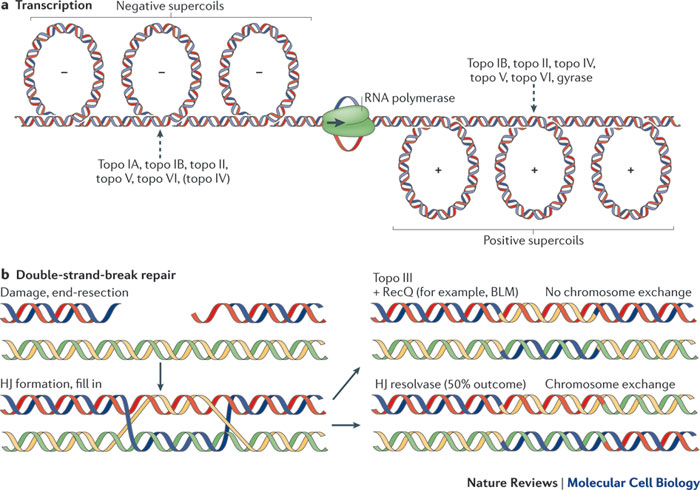 a Transcription
Negative supercoils
– – –
RNA polymerase
Topo IB, topo II, topo IV,
topo V, topo VI, gyrase
Topo IA, topo IB, topo II,
topo V, topo VI, (topo IV)
+ + +
Positive supercoils
b Double-strand-break repair
Damage, end-resection
HJ formation, fill in
Topo III
+ RecQ (for example, BLM) No chromosome exchange
HJ resolvase (50% outcome) Chromosome exchange
Nature Reviews | Molecular Cell Biology